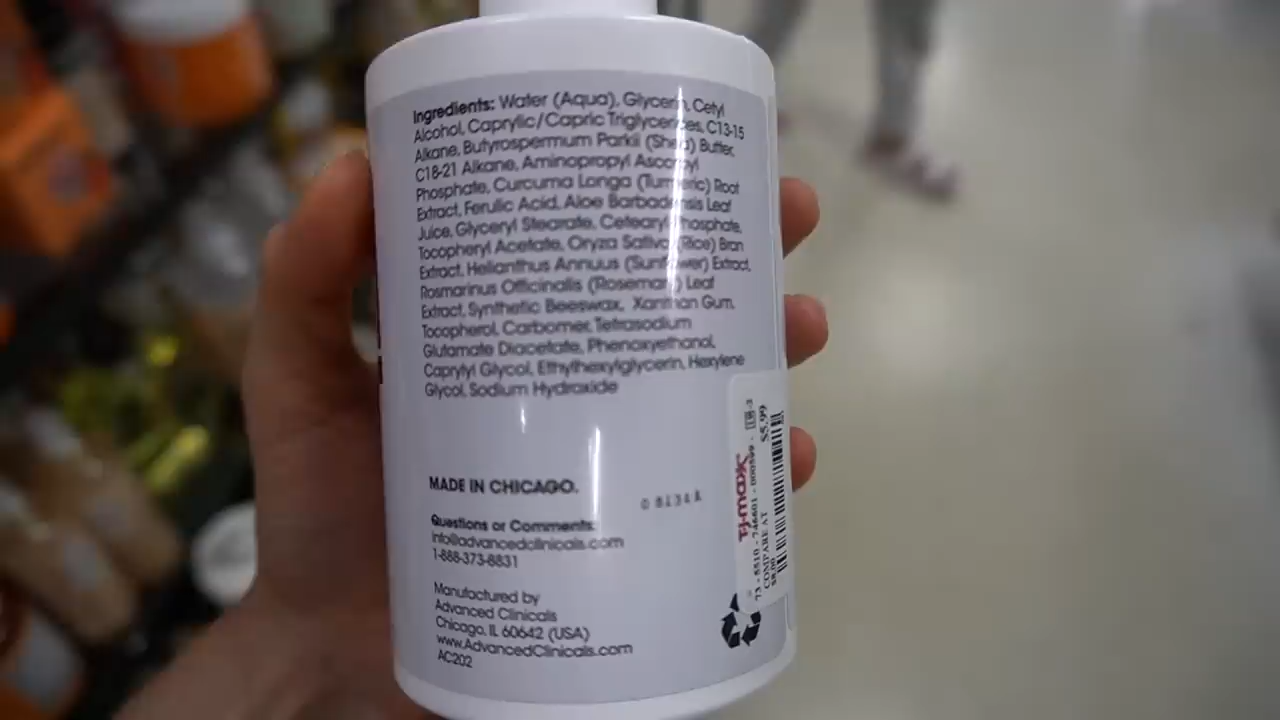 Ingredients: Water (Aqua), Glycerin, Cetyl
Alcohol, Caprylic/Capric Triglycerides, C13-15
Alkane, Butyrospermum Parkii (Shea) Butter,
C18-21 Alkane, Aminopropyl Ascorbyl
Phosphate, Curcuma Longa (Turmeric) Root
Extract, Ferulic Acid, Aloe Barbadensis Leaf
Juice, Glyceryl Stearate, Cetearyl Phosphate,
Tocopheryl Acetate, Oryza Sativa (Rice) Bran
Extract, Helianthus Annuus (Sunflower) Extract,
Rosmarinus Officinalis (Rosemary) Leaf
Extract, Synthetic Beeswax, Xanthan Gum,
Tocopherol, Carbomer, Tetrasodium
Glutamate Diacetate, Phenoxyethanol,
Caprylyl Glycol, Ethylhexylglycerin, Hexylene
Glycol, Sodium Hydroxide
MADE IN CHICAGO.
Questions or Comments:
info@advancedclinicals.com
1-888-373-8831
Manufactured by
Advanced Clinicals
Chicago, IL 60642 (USA)
www.AdvancedClinicals.com
AC202
T.J.maxx
COMPARE AT
$8.00
$5.99